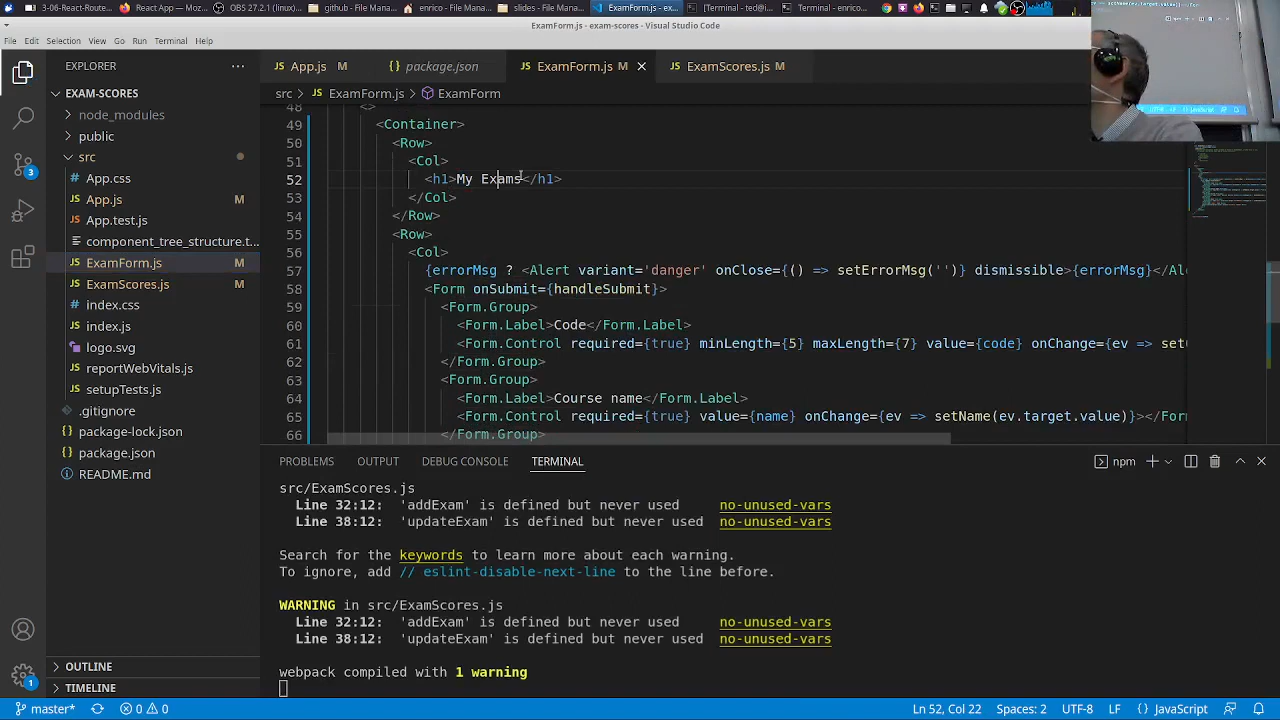 3-06-React-Route...
OBS 27.2.1 (linux)...
github - File Mana...
enrico - File Mana...
slides - File Mana...
ExamForm.js - ex...
[Terminal - ted@i...
Terminal - enrico...
ExamForm.js - exam-scores - Visual Studio Code
File Edit Selection View Go Run Terminal Help
EXPLORER ...
JS App.js M
package.json
JS ExamForm.js M
JS ExamScores.js M
src > JS ExamForm.js > ExamForm
EXAM-SCORES
node_modules
public
src
App.css
JS App.js M
JS App.test.js
component_tree_structure.t...
JS ExamForm.js M
JS ExamScores.js M
index.css
JS index.js
logo.svg
JS reportWebVitals.js
JS setupTests.js
.gitignore
package-lock.json
package.json
README.md
OUTLINE
TIMELINE
48 <>
49 <Container>
50 <Row>
51 <Col>
52 <h1>My Exams</h1>
53 </Col>
54 </Row>
55 <Row>
56 <Col>
57 {errorMsg ? <Alert variant='danger' onClose={() => setErrorMsg('')} dismissible>{errorMsg}</Al
58 <Form onSubmit={handleSubmit}>
59 <Form.Group>
60 <Form.Label>Code</Form.Label>
61 <Form.Control required={true} minLength={5} maxLength={7} value={code} onChange={ev => set
62 </Form.Group>
63 <Form.Group>
64 <Form.Label>Course name</Form.Label>
65 <Form.Control required={true} value={name} onChange={ev => setName(ev.target.value)}></For
66 </Form.Group>
PROBLEMS OUTPUT DEBUG CONSOLE TERMINAL
npm
src/ExamScores.js
Line 32:12: 'addExam' is defined but never used no-unused-vars
Line 38:12: 'updateExam' is defined but never used no-unused-vars
Search for the keywords to learn more about each warning.
To ignore, add // eslint-disable-next-line to the line before.
WARNING in src/ExamScores.js
Line 32:12: 'addExam' is defined but never used no-unused-vars
Line 38:12: 'updateExam' is defined but never used no-unused-vars
webpack compiled with 1 warning
3
1
master* 0 0
Ln 52, Col 22 Spaces: 2 UTF-8 LF {} JavaScript